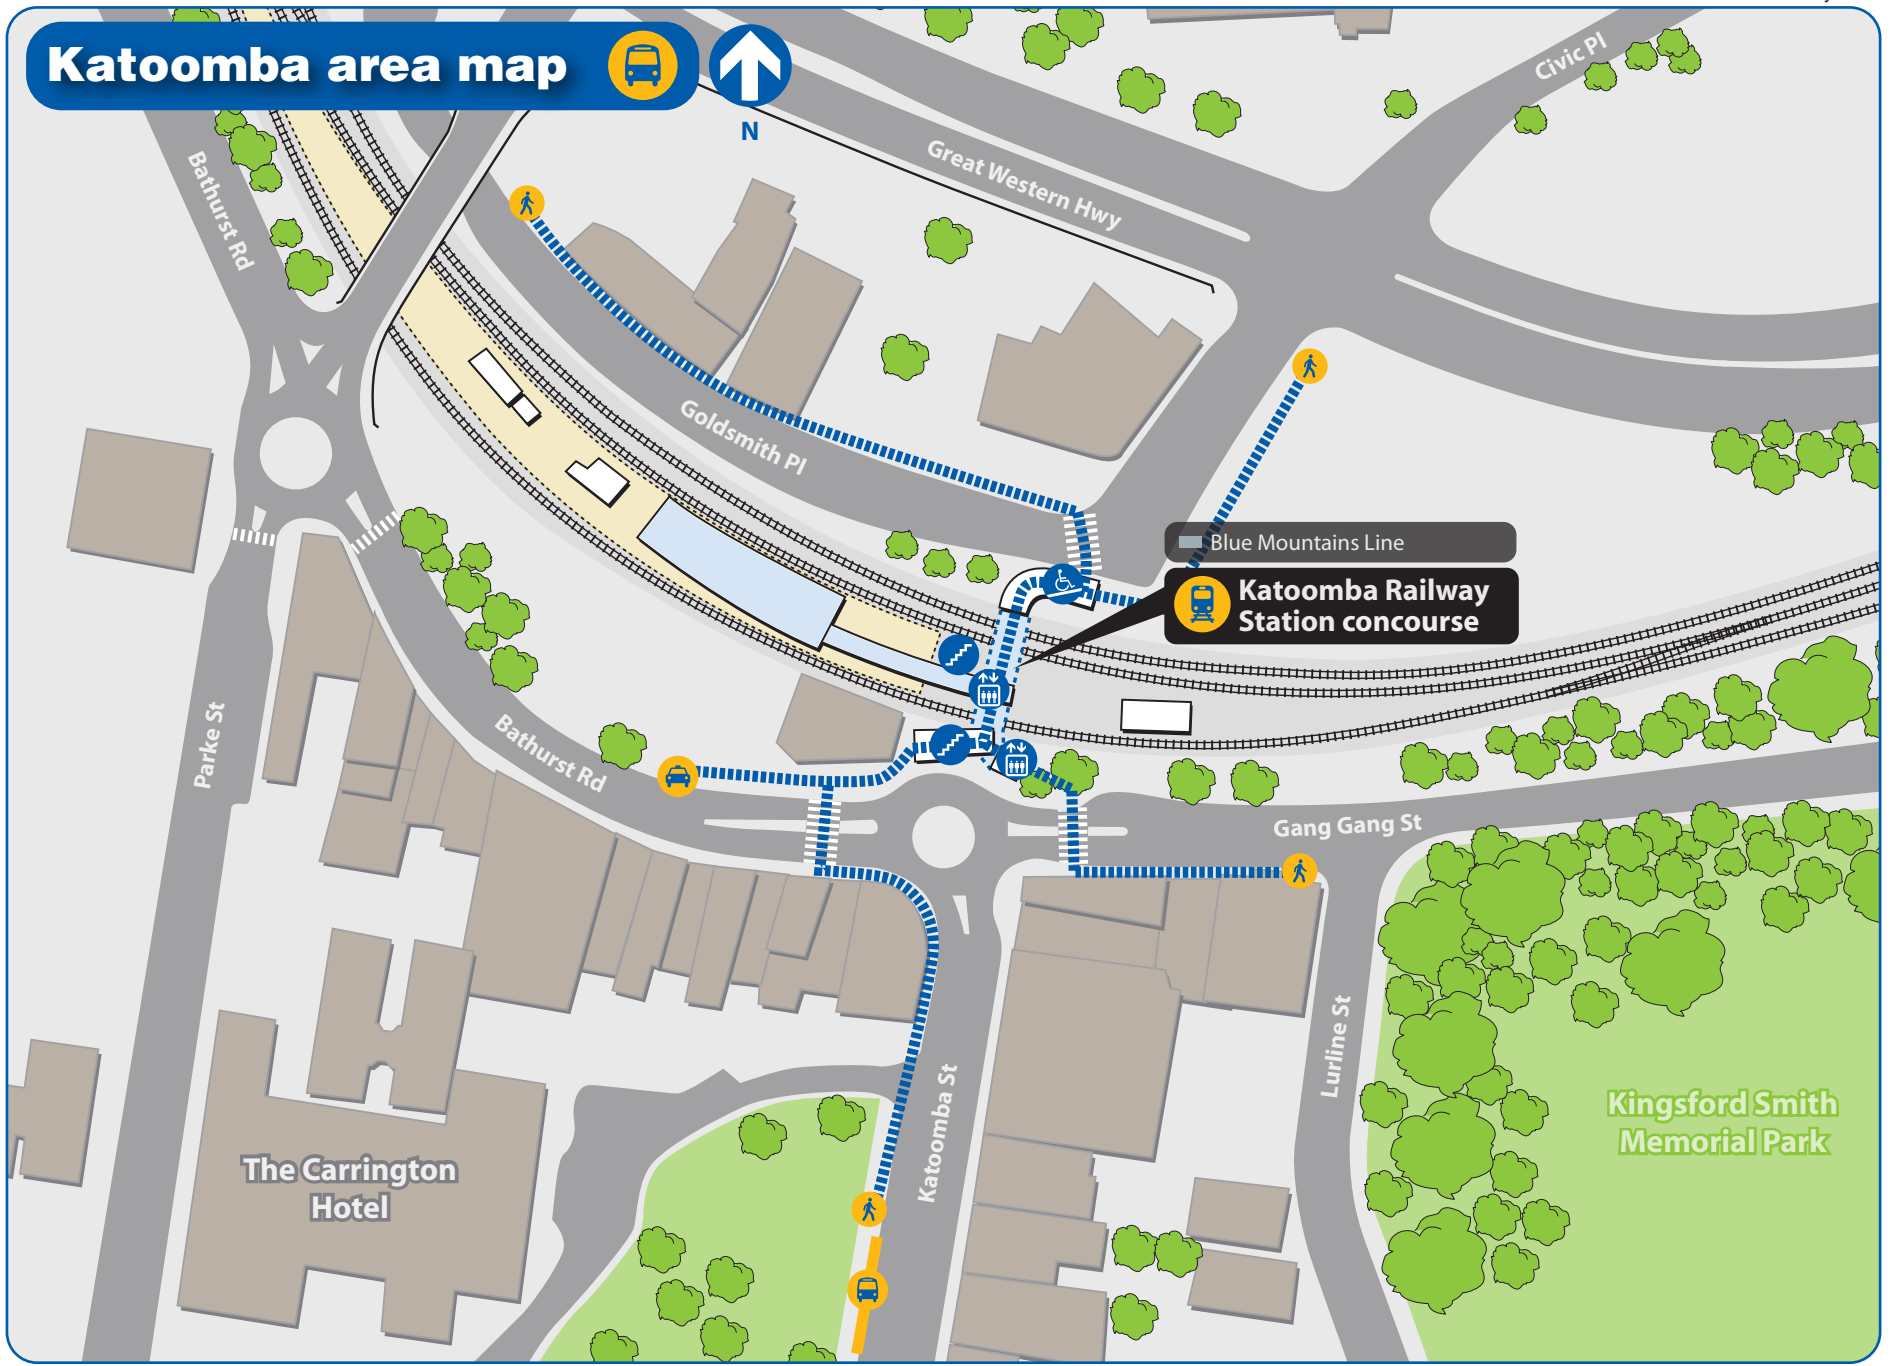 Katoomba area map
N
Civic Pl
Great Western Hwy
Bathurst Rd
Goldsmith Pl
Blue Mountains Line
Katoomba Railway
Station concourse
Parke St
Bathurst Rd
Gang Gang St
Lurline St
Katoomba St
Kingsford Smith
Memorial Park
The Carrington
Hotel